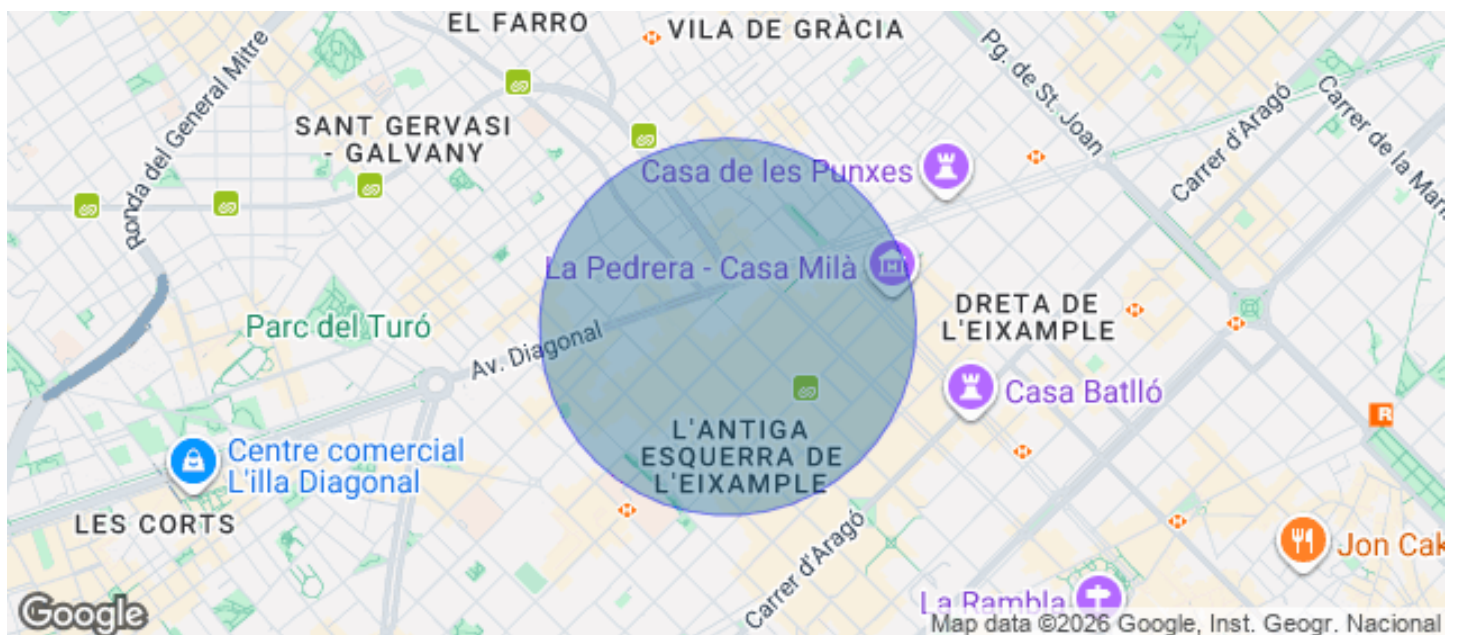 EL FARRÓ
VILA DE GRÀCIA
Pg. de St. Joan
Carrer d'Aragó
Carrer de la
Ronda del General Mitre
SANT GERVASI
- GALVANY
Casa de les Punxes
La Pedrera - Casa Milà
DRETA DE
L'EIXAMPLE
Parc del Turó
Av. Diagonal
Casa Batlló
L'ANTIGA
ESQUERRA DE
L'EIXAMPLE
Centre comercial
L'illa Diagonal
LES CORTS
R
Carrer d'Aragó
Jon Cak
La Rambla
Google
Map data ©2026 Google, Inst. Geogr. Nacional